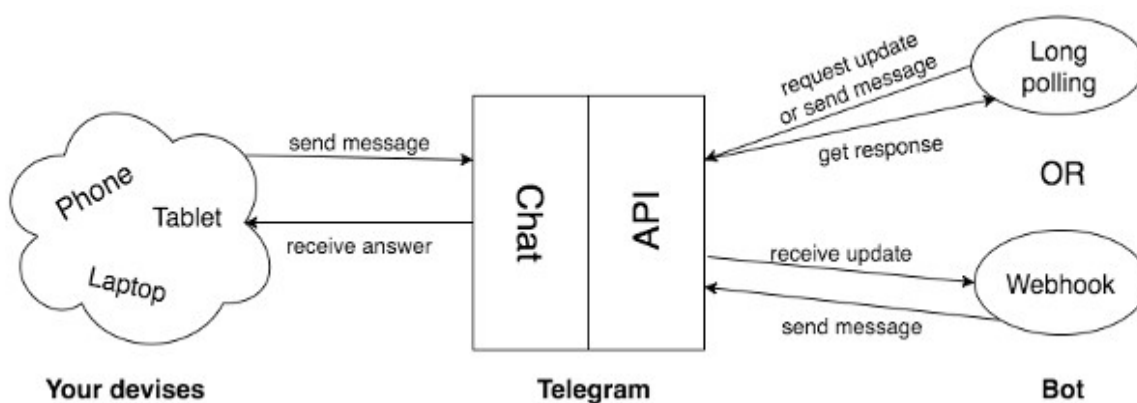 Phone
Tablet
Laptop
send message
receive answer
Chat
API
request update
or send message
get response
Long
polling
OR
receive update
send message
Webhook
Your devises
Telegram
Bot